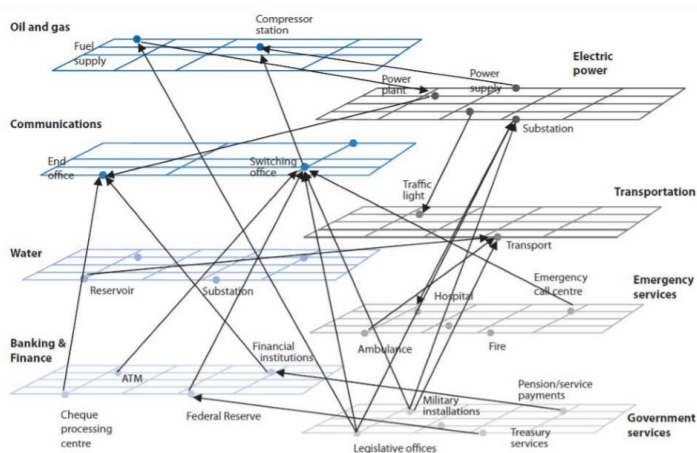 Oil and gas
Compressor
station
Fuel
supply
Electric
power
Power
plant
Power
supply
Substation
Communications
End
office
Switching
office
Traffic
light
Transportation
Transport
Water
Reservoir
Substation
Emergency
call centre
Emergency
services
Hospital
Ambulance
Fire
Banking &
Finance
Financial
institutions
ATM
Cheque
processing
centre
Federal Reserve
Pension/service
payments
Military
installations
Government
services
Treasury
services
Legislative offices